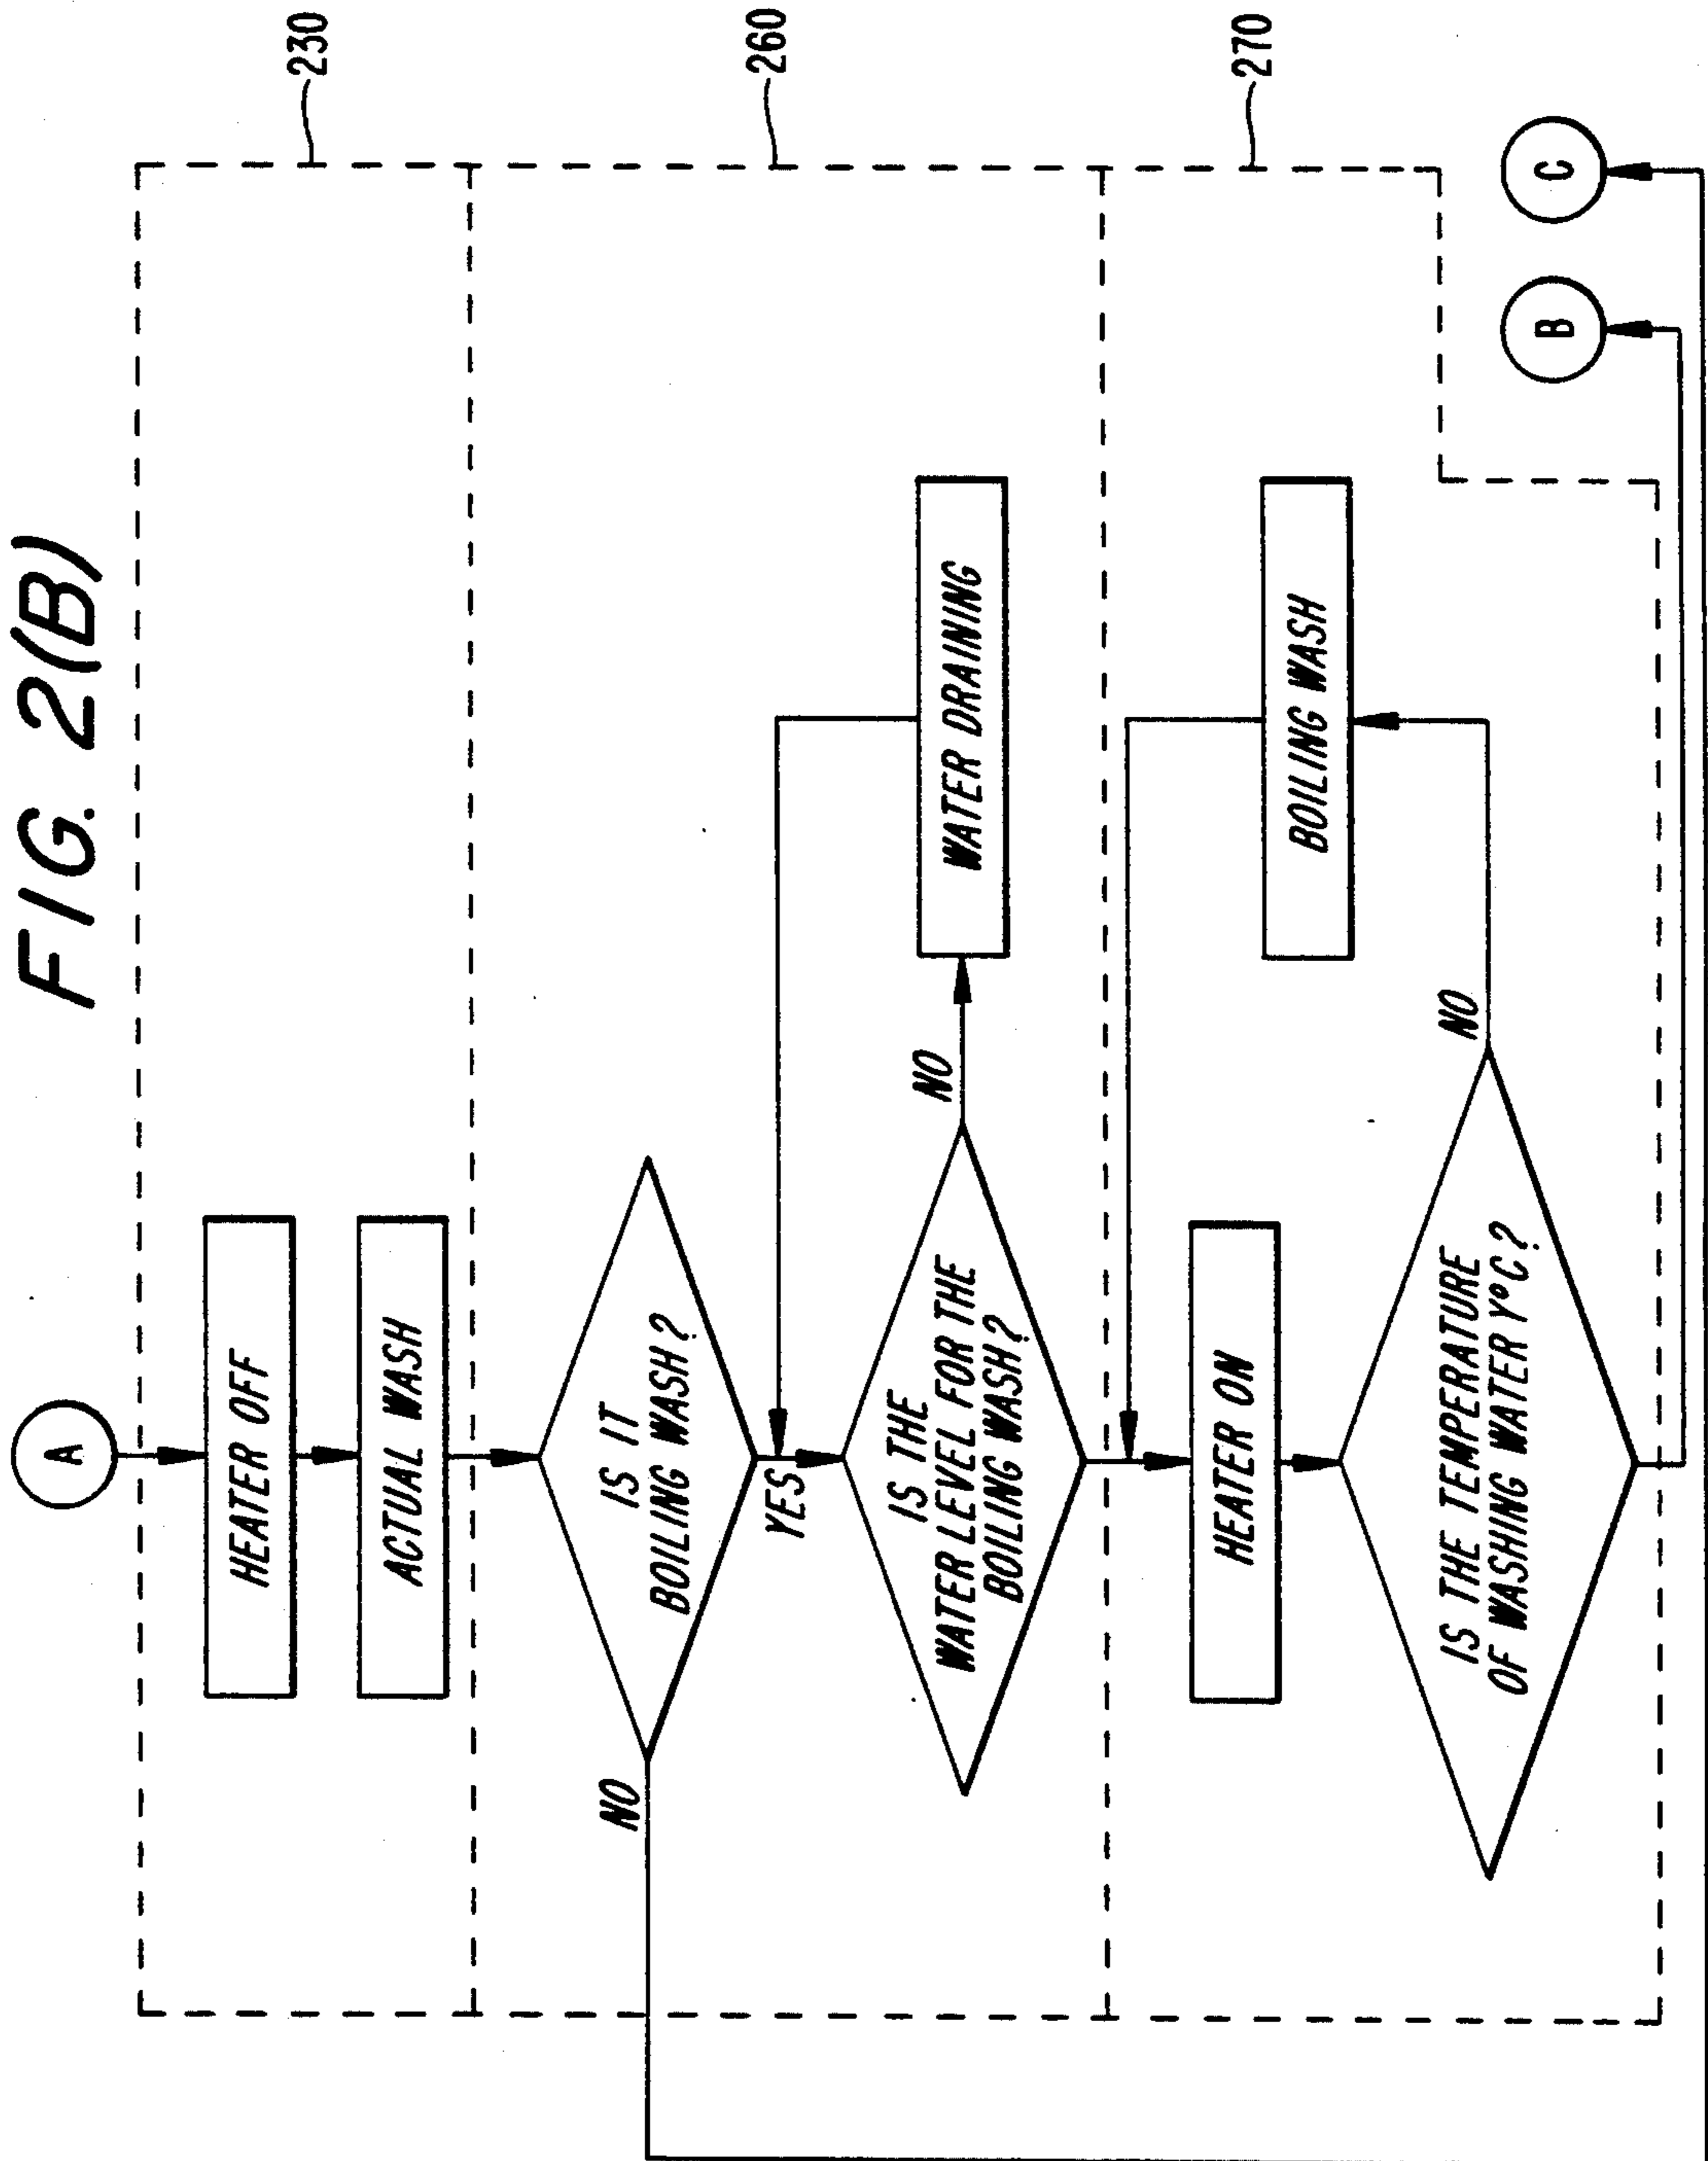 FIG. 2(B)
A
230
HEATER OFF
ACTUAL WASH
260
IS IT
BOILING WASH?
NO
YES
IS THE
WATER LEVEL FOR THE
BOILING WASH?
NO
WATER DRAINING
270
HEATER ON
BOILING WASH
IS THE TEMPERATURE
OF WASHING WATER Y°C?
NO
B
C